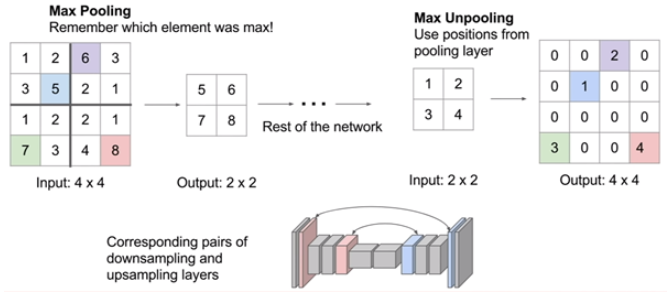 Max Pooling
Remember which element was max!
1 2 6 3
3 5 2 1
1 2 2 1
7 3 4 8
Input: 4 x 4
5 6
7 8
Output: 2 x 2
Rest of the network
Max Unpooling
Use positions from
pooling layer
1 2
3 4
Input: 2 x 2
0 0 2 0
0 1 0 0
0 0 0 0
3 0 0 4
Output: 4 x 4
Corresponding pairs of
downsampling and
upsampling layers